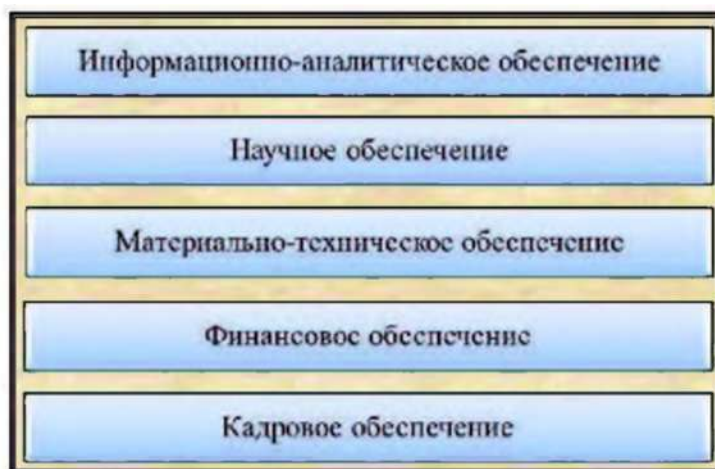 Информационно-аналитическое обеспечение
Научное обеспечение
Материально-техническое обеспечение
Финансовое обеспечение
Кадровое обеспечение